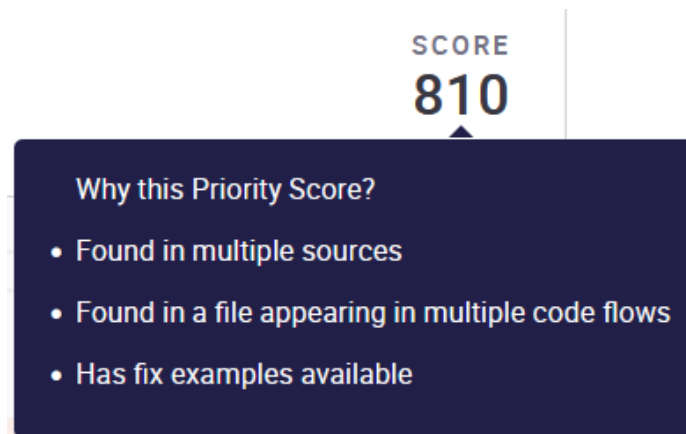 SCORE
810
Why this Priority Score?
• Found in multiple sources
• Found in a file appearing in multiple code flows
• Has fix examples available